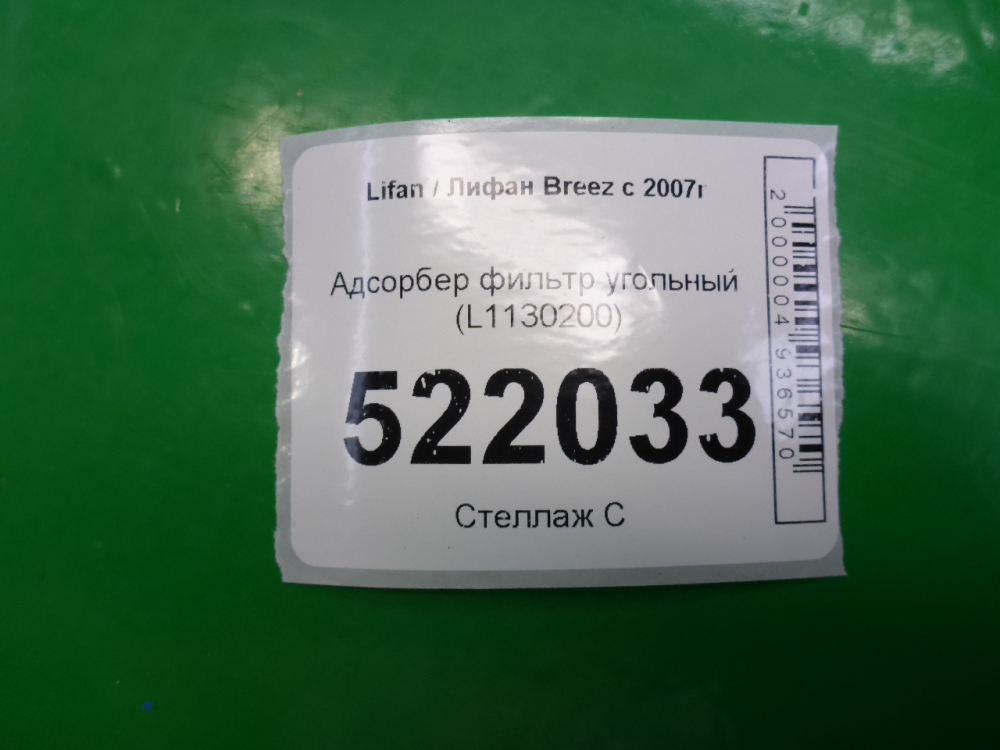 Lifan / Лифан Breez с 2007г
Адсорбер фильтр угольный
(L1130200)
522033
Стеллаж С
2000004936570